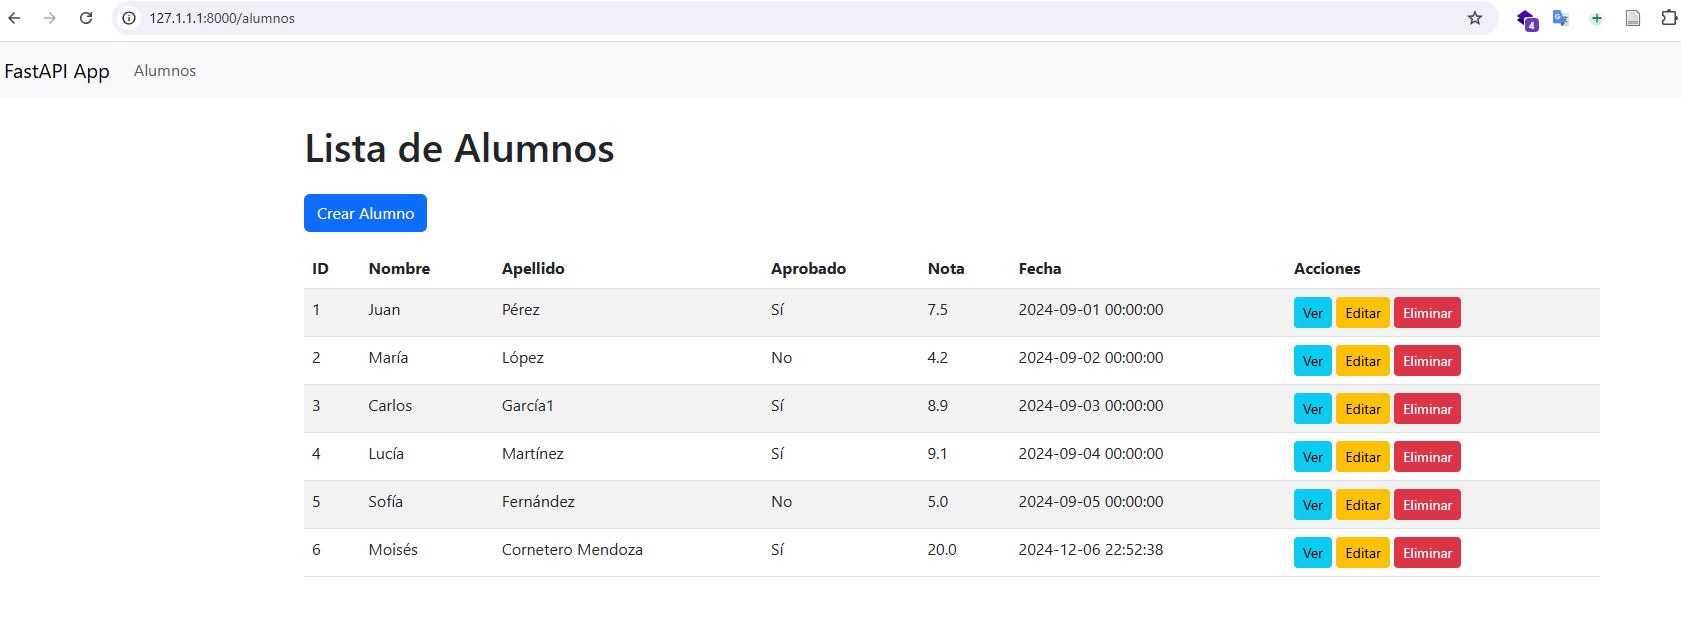 127.1.1.1:8000/alumnos
4
FastAPI App Alumnos
Lista de Alumnos
Crear Alumno
ID Nombre Apellido Aprobado Nota Fecha Acciones
1 Juan Pérez Sí 7.5 2024-09-01 00:00:00 Ver Editar Eliminar
2 María López No 4.2 2024-09-02 00:00:00 Ver Editar Eliminar
3 Carlos García1 Sí 8.9 2024-09-03 00:00:00 Ver Editar Eliminar
4 Lucía Martínez Sí 9.1 2024-09-04 00:00:00 Ver Editar Eliminar
5 Sofía Fernández No 5.0 2024-09-05 00:00:00 Ver Editar Eliminar
6 Moisés Cornetero Mendoza Sí 20.0 2024-12-06 22:52:38 Ver Editar Eliminar